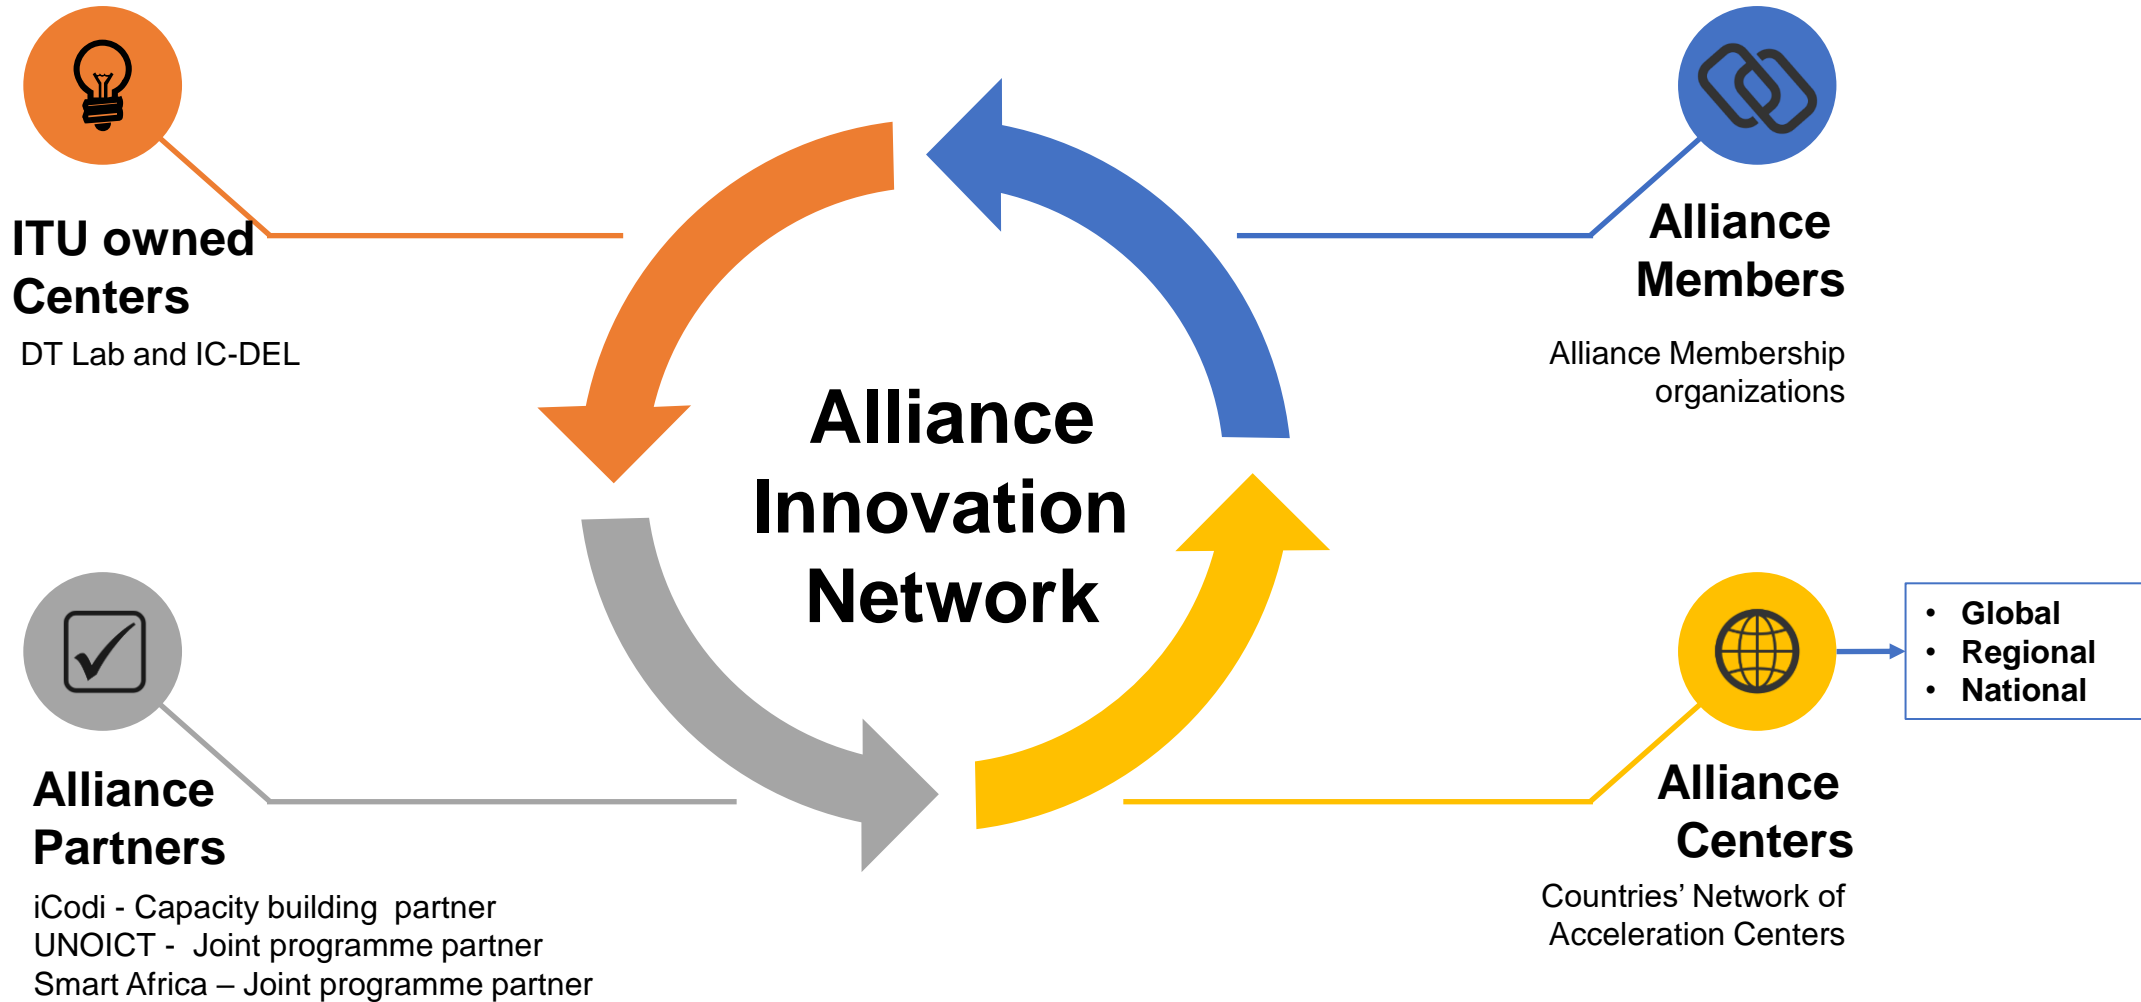 ITU owned
Centers
DT Lab and IC-DEL
Alliance
Members
Alliance Membership
organizations
Alliance
Innovation
Network
Alliance
Partners
iCodi - Capacity building  partner
UNOICT -  Joint programme partner
Smart Africa – Joint programme partner
Alliance
Centers
Countries’ Network of
Acceleration Centers
• Global
• Regional
• National